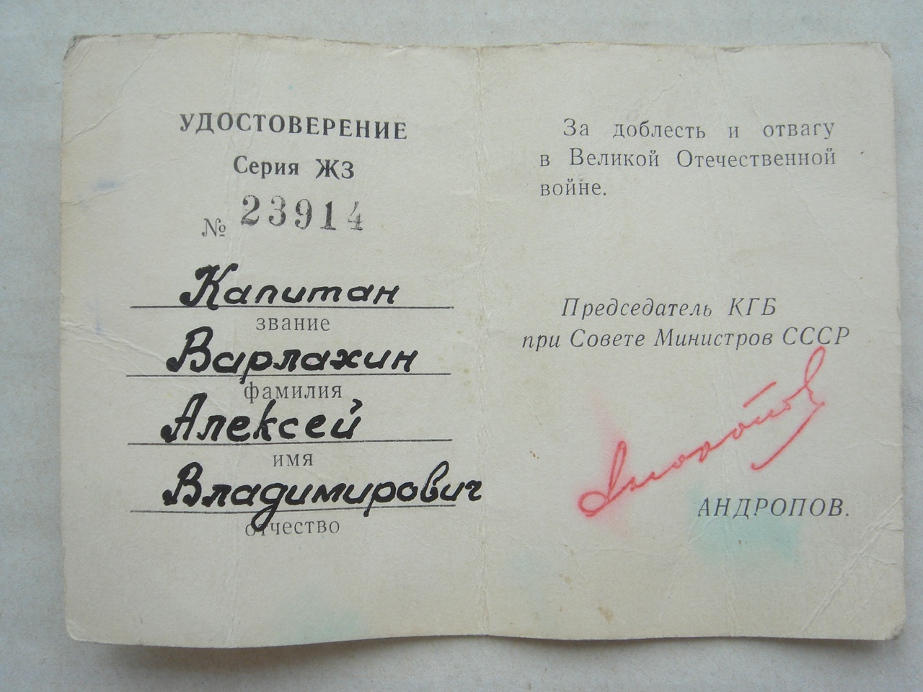 УДОСТОВЕРЕНИЕ
Серия ЖЗ
№ 23914
Капитан
звание
Варлахин
фамилия
Алексей
имя
Владимирович
отчество
За доблесть и отвагу
в Великой Отечественной
войне.
Председатель КГБ
при Совете Министров СССР
Андропов
АНДРОПОВ.